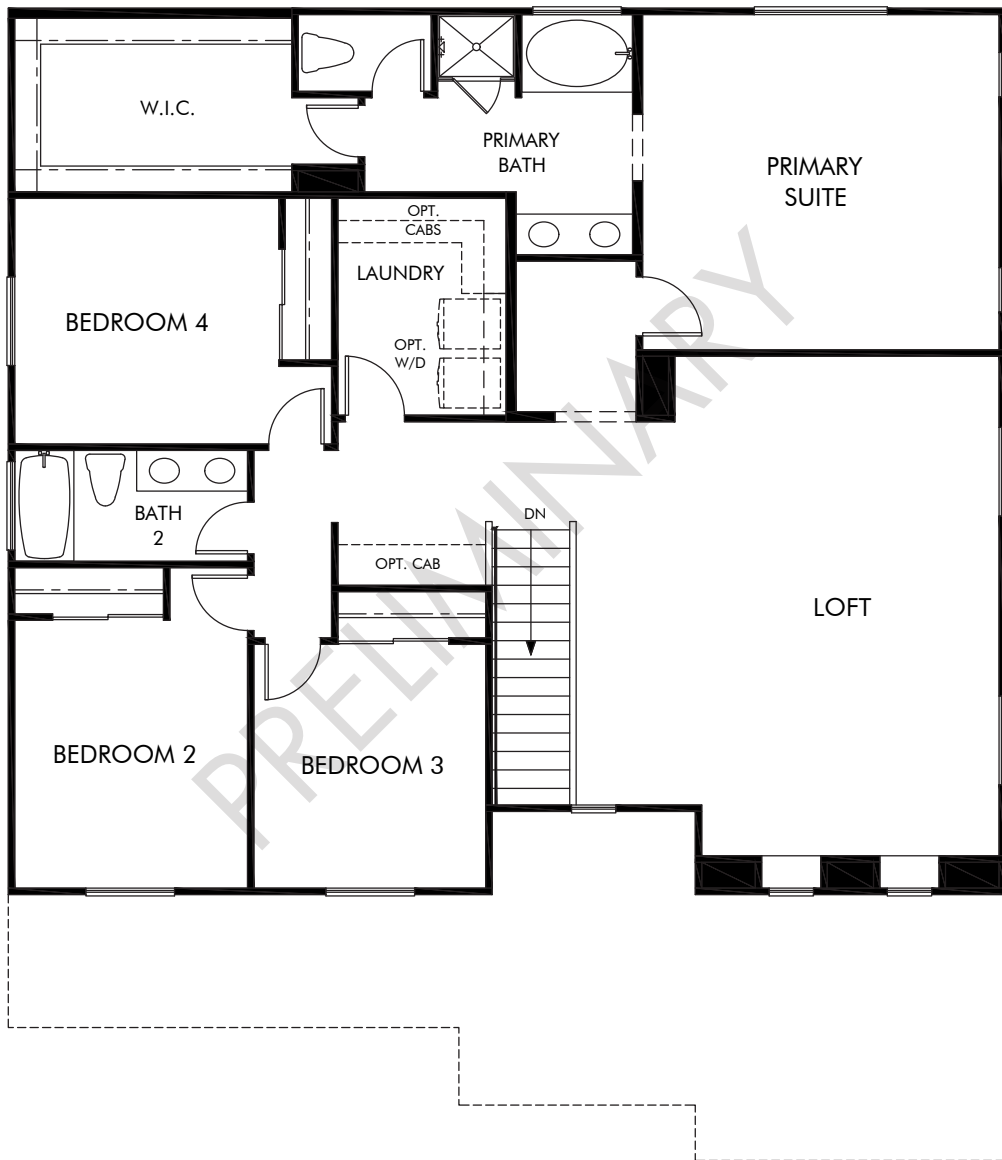 W.I.C.
PRIMARY
BATH
PRIMARY
SUITE
OPT.
CABS
LAUNDRY
BEDROOM 4
OPT.
W/D
BATH
2
DN
OPT. CAB
LOFT
BEDROOM 2
BEDROOM 3
PRELIMINARY